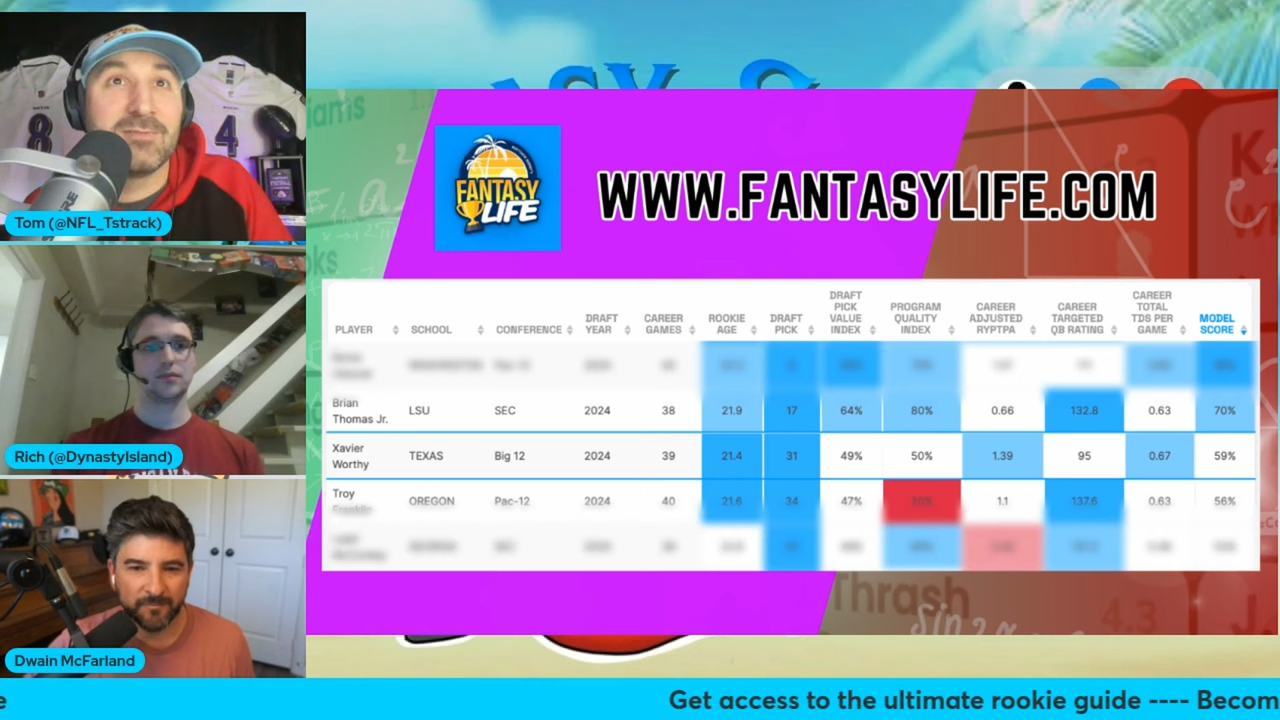 8
4
Tom (@NFL_Tstrack)
Rich (@DynastyIsland)
Dwain McFarland
FANTASY
LIFE
WWW.FANTASYLIFE.COM
PLAYER SCHOOL CONFERENCE DRAFT YEAR CAREER GAMES ROOKIE AGE DRAFT PICK DRAFT PICK VALUE INDEX PROGRAM QUALITY INDEX CAREER ADJUSTED RYPTPA CAREER TARGETED QB RATING CAREER TOTAL TDS PER GAME MODEL SCORE
Brian Thomas Jr. LSU SEC 2024 38 21.9 17 64% 80% 0.66 132.8 0.63 70%
Xavier Worthy TEXAS Big 12 2024 39 21.4 31 49% 50% 1.39 95 0.67 59%
Troy Franklin OREGON Pac-12 2024 40 21.6 34 47% 1.1 137.6 0.63 56%
Thrash
4.3
e
Get access to the ultimate rookie guide ---- Becom